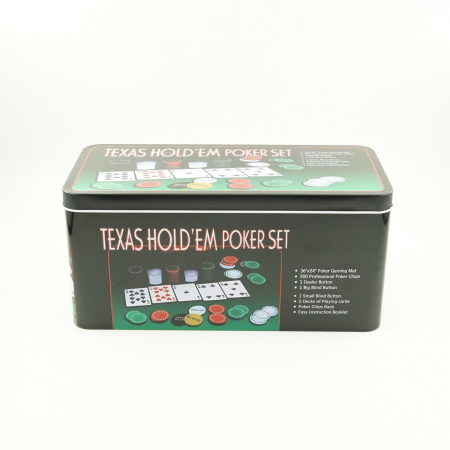 TEXAS HOLD'EM POKER SET
TEXAS HOLD'EM POKER SET
• 36"x24" Poker Gaming Mat
• 200 Professional Poker Chips
• 1 Dealer Button
• 1 Big Blind Button
• 1 Small Blind Button
• 2 Decks of Playing cards
• Poker Chips Rack
• Easy Instruction Booklet